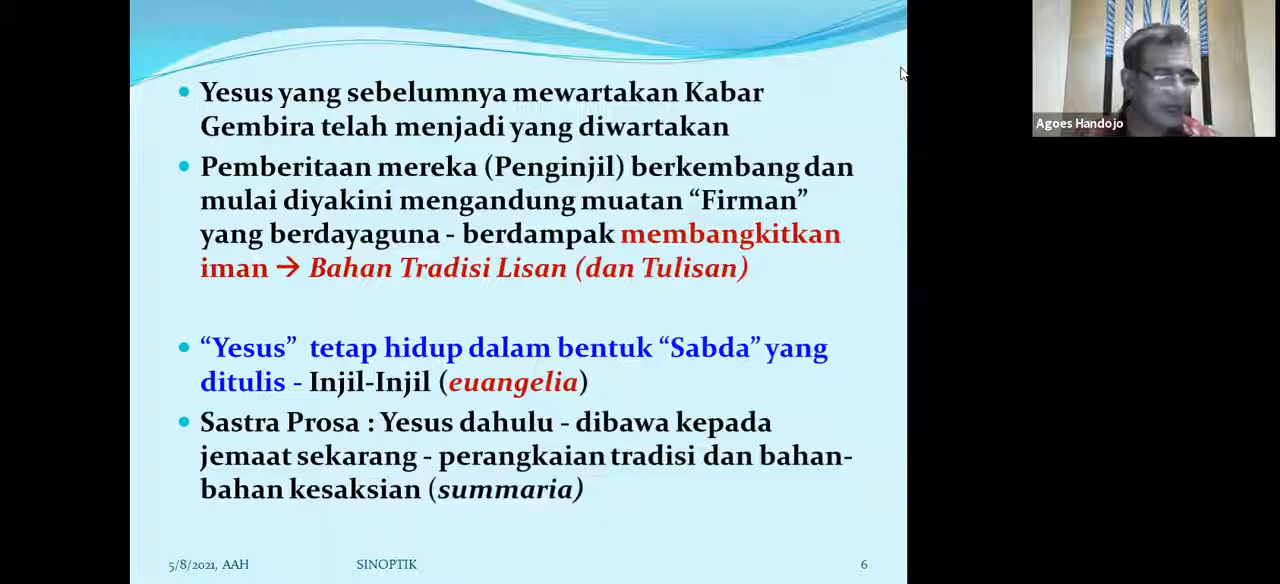 • Yesus yang sebelumnya mewartakan Kabar
Gembira telah menjadi yang diwartakan
• Pemberitaan mereka (Penginjil) berkembang dan
mulai diyakini mengandung muatan “Firman”
yang berdayaguna - berdampak membangkitkan
iman → Bahan Tradisi Lisan (dan Tulisan)
• “Yesus” tetap hidup dalam bentuk “Sabda” yang
ditulis - Injil-Injil (euangelia)
• Sastra Prosa : Yesus dahulu - dibawa kepada
jemaat sekarang - perangkaian tradisi dan bahan-
bahan kesaksian (summaria)
5/8/2021, AAH SINOPTIK 6
Agoes Handojo